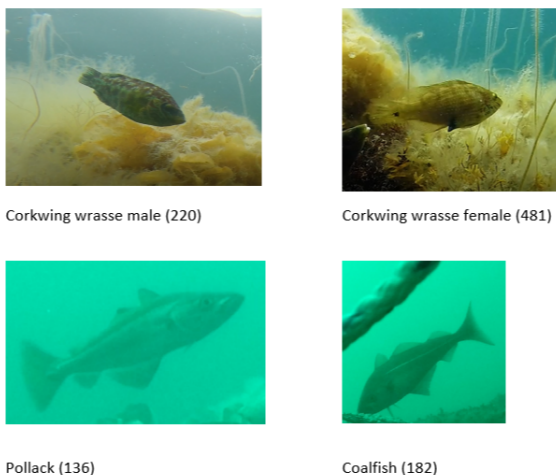 Corkwing wrasse male (220)
Corkwing wrasse female (481)
Pollack (136)
Coalfish (182)